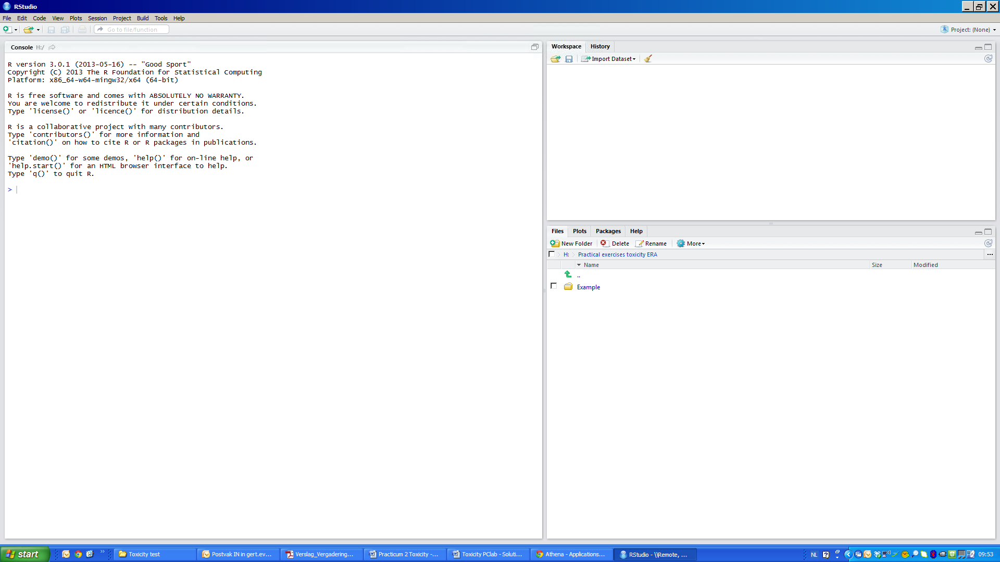 RStudio
File Edit Code View Plots Session Project Build Tools Help
Go to file/function
Project: (None)
Console H:/
R version 3.0.1 (2013-05-16) -- "Good Sport"
Copyright (C) 2013 The R Foundation for Statistical Computing
Platform: x86_64-w64-mingw32/x64 (64-bit)
R is free software and comes with ABSOLUTELY NO WARRANTY.
You are welcome to redistribute it under certain conditions.
Type 'license()' or 'licence()' for distribution details.
R is a collaborative project with many contributors.
Type 'contributors()' for more information and
'citation()' on how to cite R or R packages in publications.
Type 'demo()' for some demos, 'help()' for on-line help, or
'help.start()' for an HTML browser interface to help.
Type 'q()' to quit R.
>
Workspace History
Import Dataset
Files Plots Packages Help
New Folder Delete Rename More
H: Practical exercises toxicity ERA ...
Name Size Modified
..
Example
start Toxicity test Postvak IN in gert.ev... Verslag_Vergadering... Practicum 2 Toxicity -... Toxicity PClab - Soluti... Athena - Applications... RStudio - \\Remote, ... NL 09:53